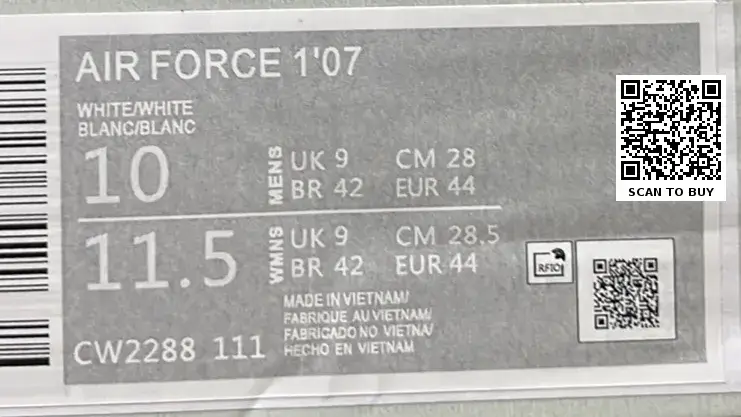 AIR FORCE 1'07
WHITE/WHITE
BLANC/BLANC
10 MENS UK 9 CM 28
BR 42 EUR 44
11.5 WMNS UK 9 CM 28.5
BR 42 EUR 44
MADE IN VIETNAM/
FABRIQUE AU VIETNAM/
FABRICADO NO VIETNA/
HECHO EN VIETNAM
CW2288 111
RFID
SCAN TO BUY